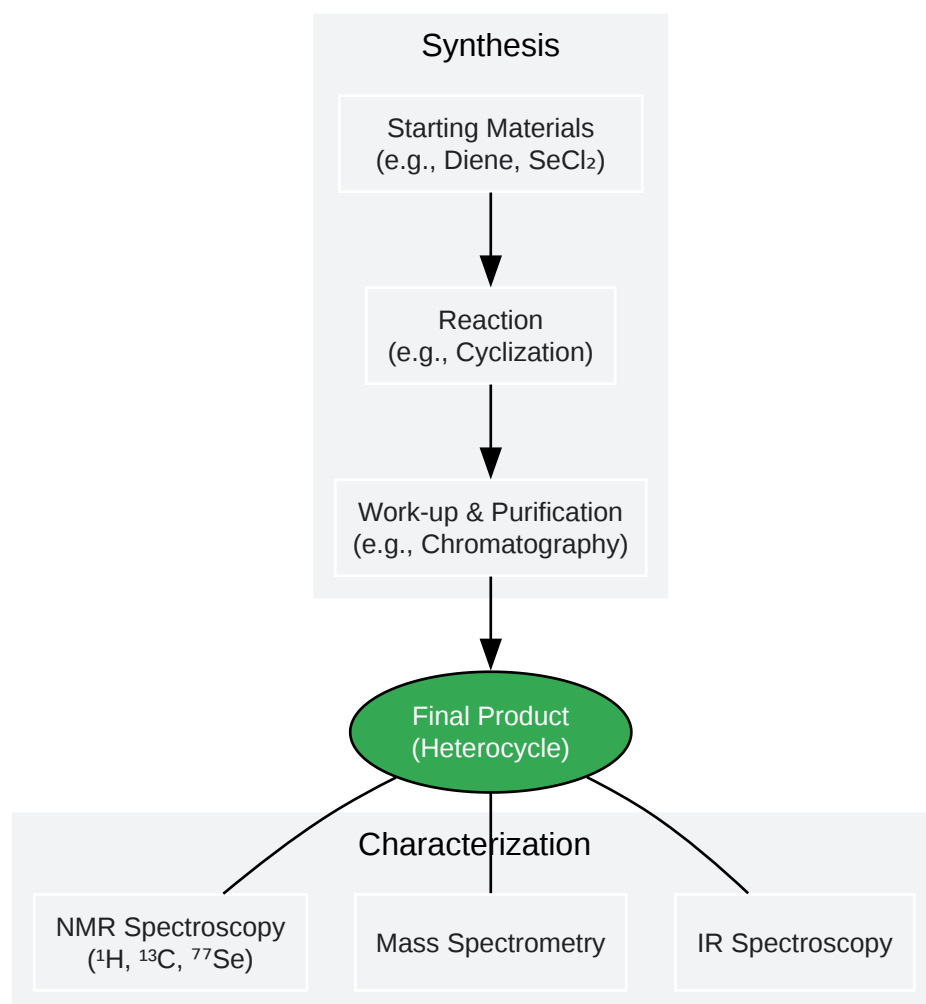 Synthesis
Starting Materials
(e.g., Diene, SeCl₂)
Reaction
(e.g., Cyclization)
Work-up & Purification
(e.g., Chromatography)
Final Product
(Heterocycle)
Characterization
NMR Spectroscopy
(¹H, ¹³C, ⁷⁷Se)
Mass Spectrometry
IR Spectroscopy